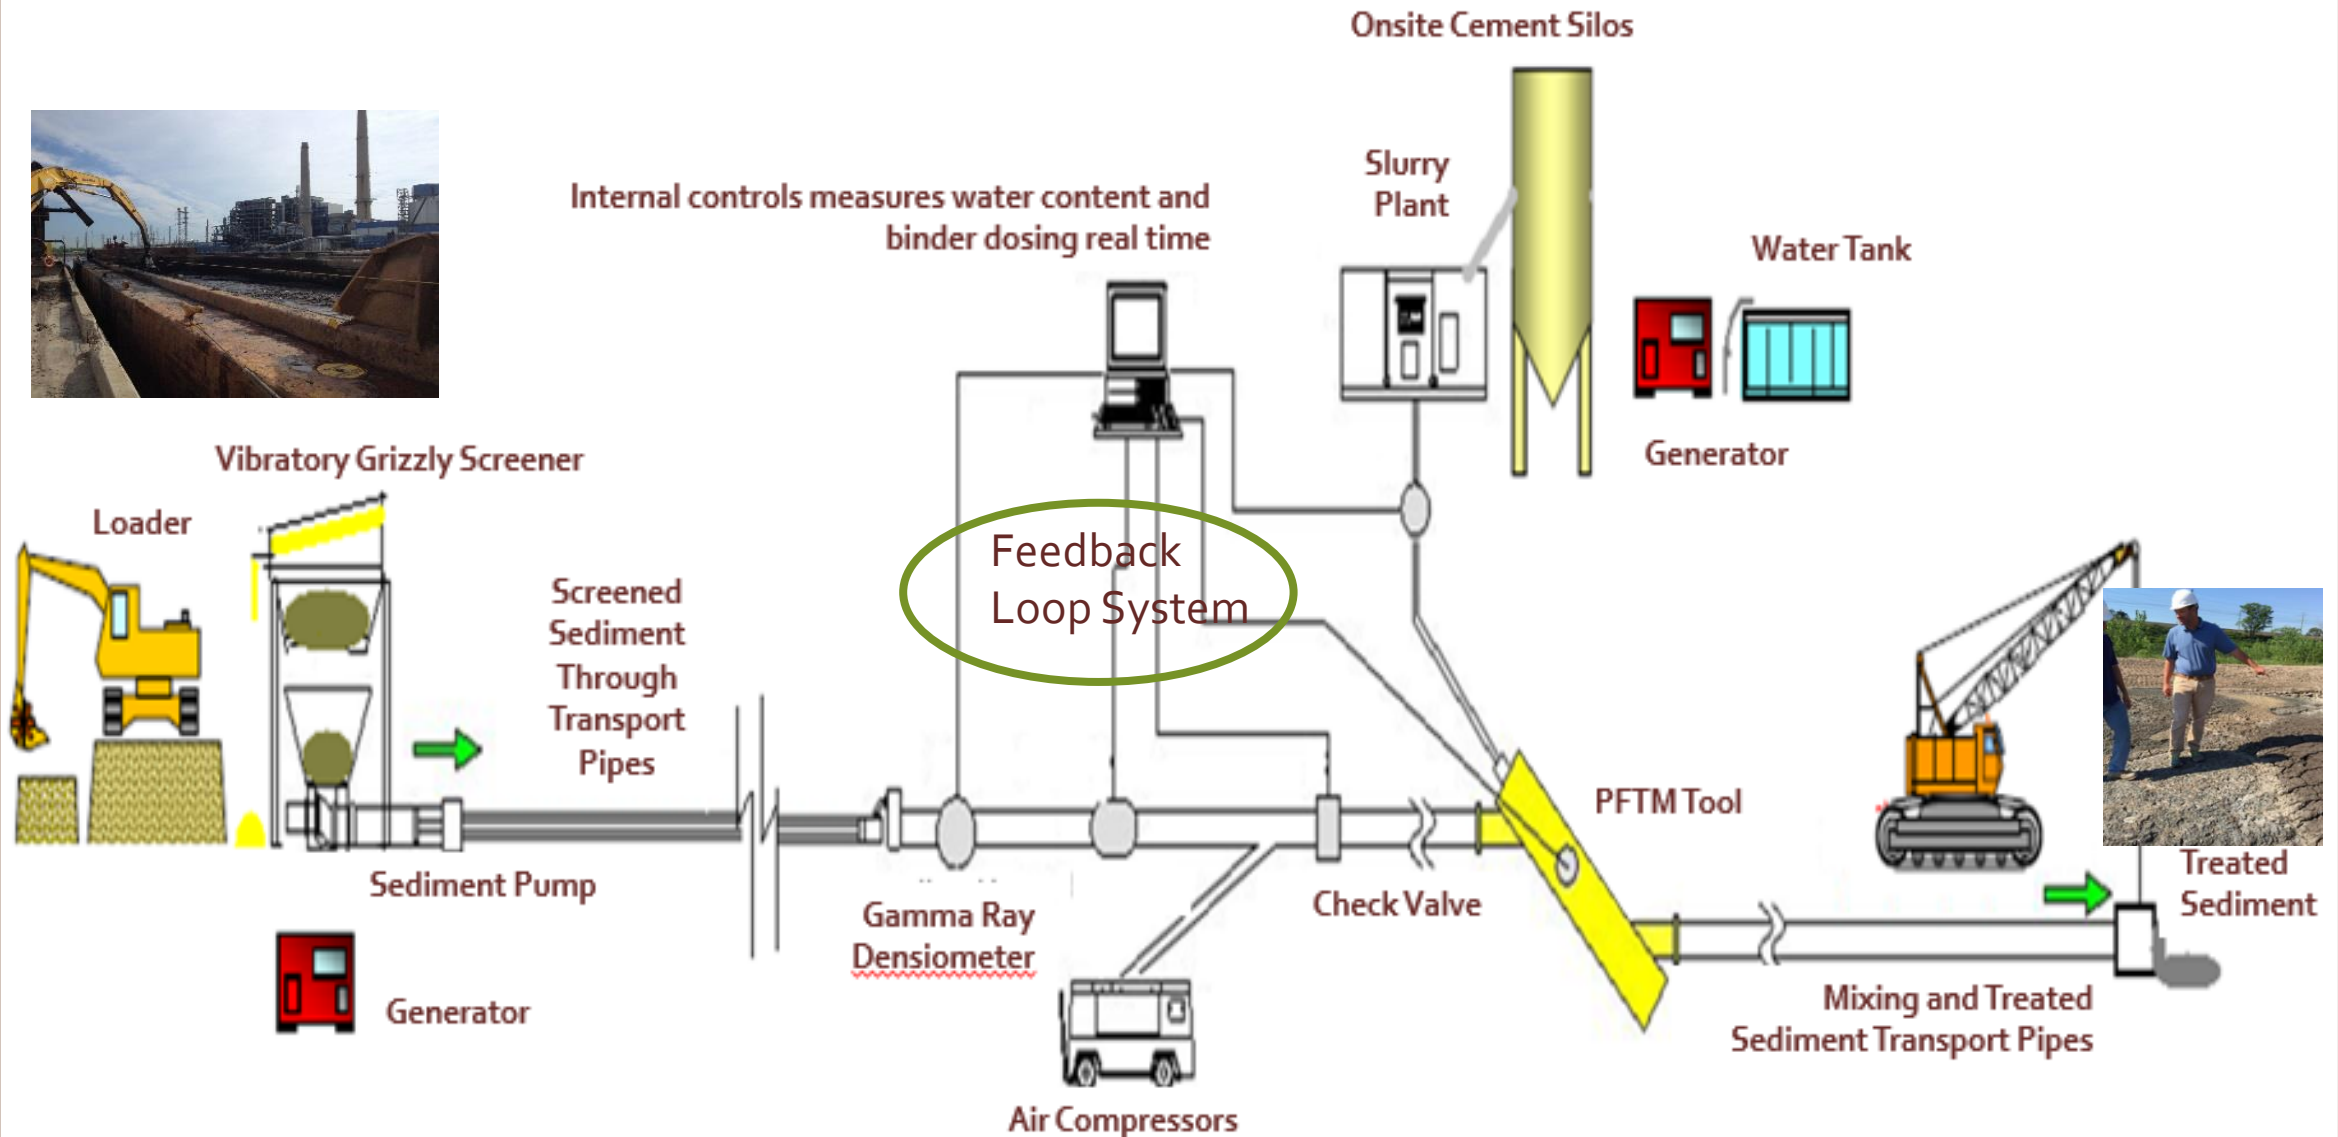 Onsite Cement Silos
Slurry
Plant
Internal controls measures water content and
binder dosing real time
Water Tank
Generator
Vibratory Grizzly Screener
Loader
Feedback
Loop System
Screened
Sediment
Through
Transport
Pipes
PFTM Tool
Treated
Sediment
Sediment Pump
Check Valve
Gamma Ray
Densiometer
Generator
Mixing and Treated
Sediment Transport Pipes
Air Compressors